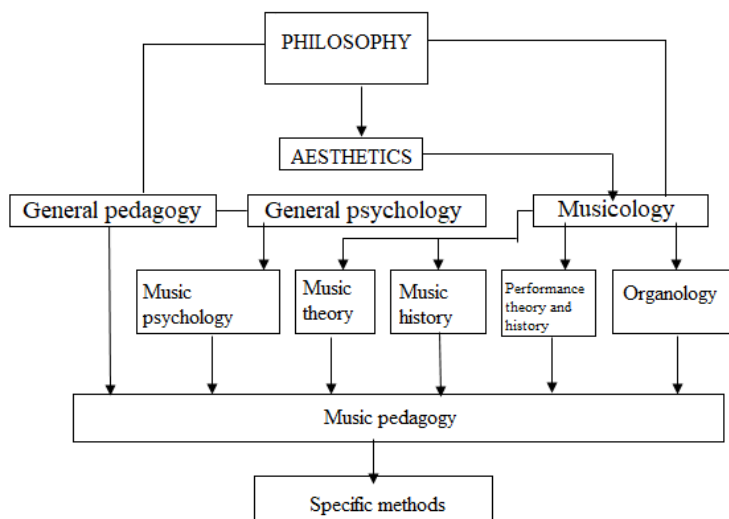 PHILOSOPHY
AESTHETICS
General pedagogy
General psychology
Musicology
Music
psychology
Music
theory
Music
history
Performance
theory and
history
Organology
Music pedagogy
Specific methods